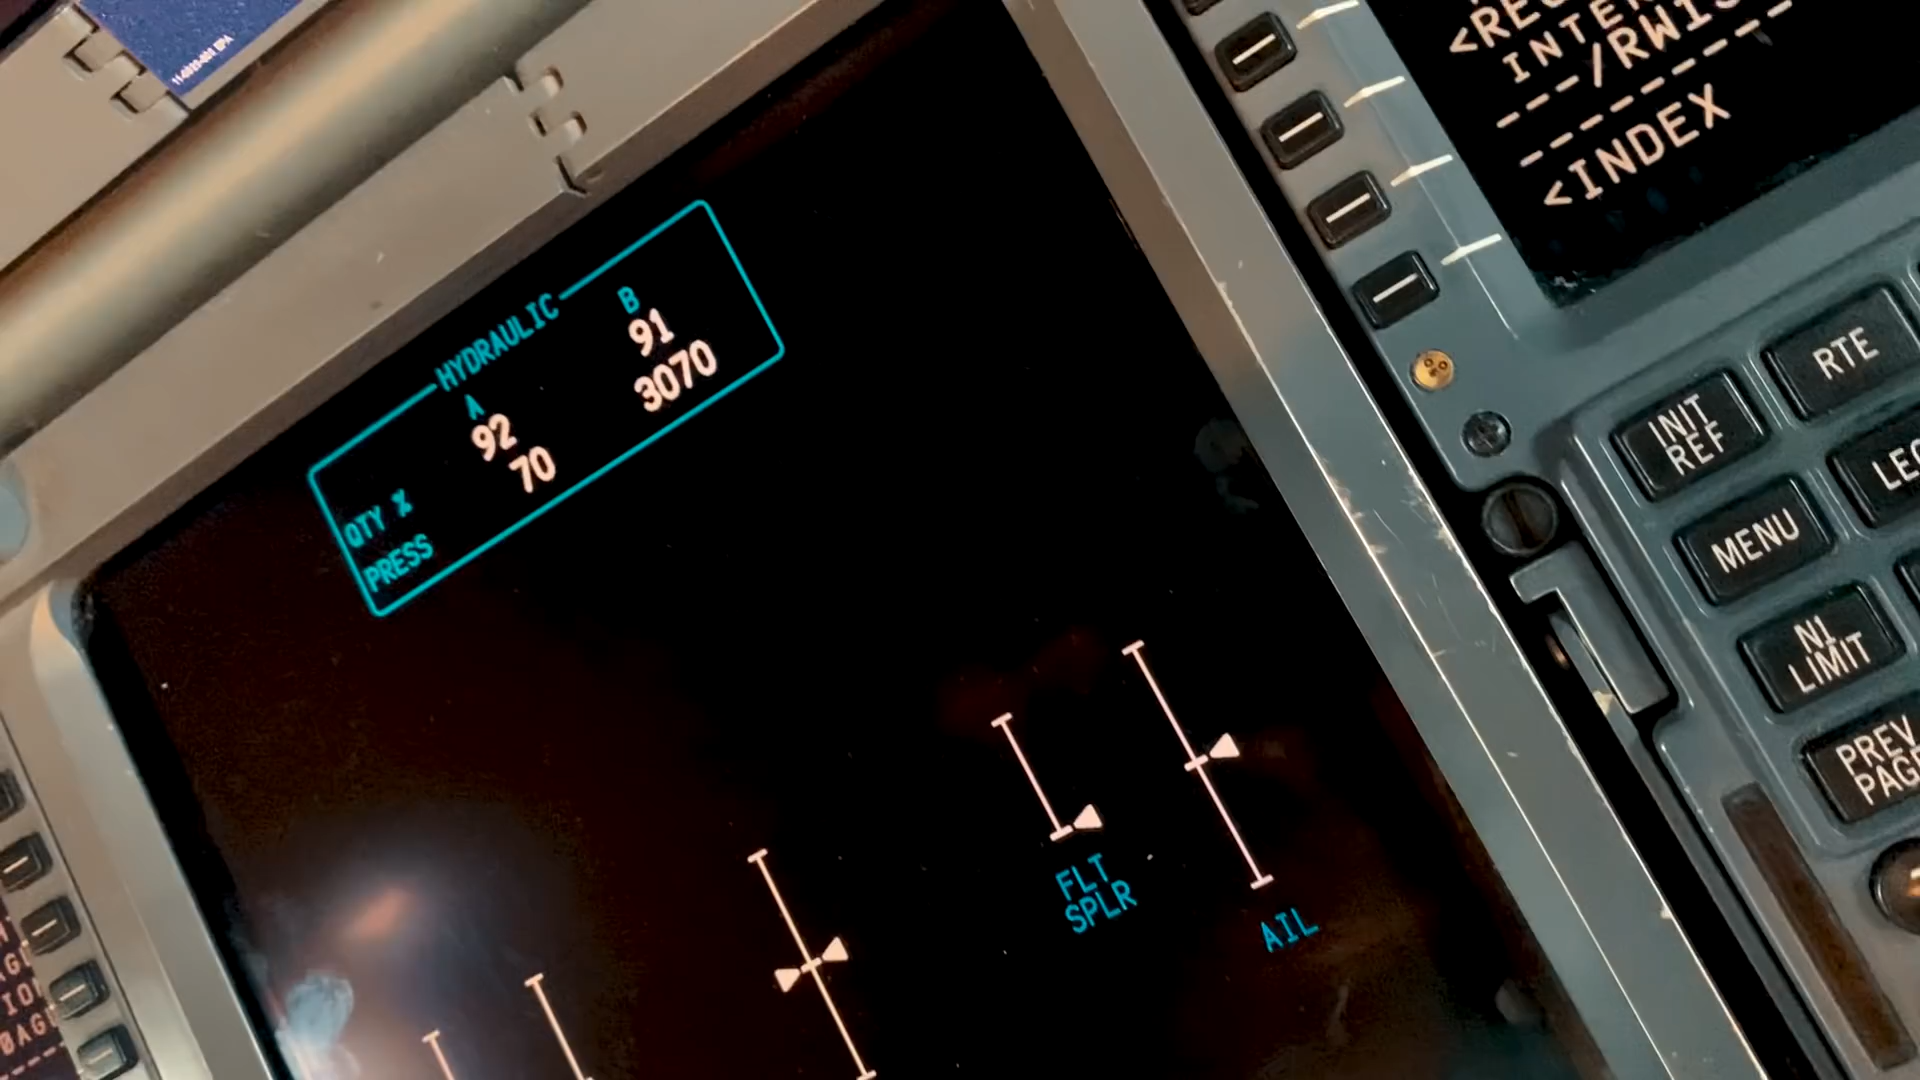 HYDRAULIC
A B
QTY % 92 91
PRESS 70 3070
FLT
SPLR
AIL
INTER
---/RWIS
<INDEX
INIT
REF
RTE
MENU
N1
LIMIT
PREV
PAGE